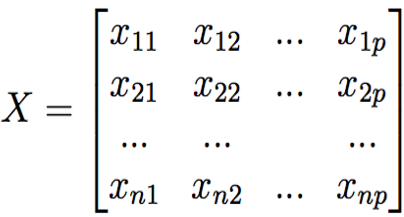 x₁₁ x₁₂ ... x₁ₚ
x₂₁ x₂₂ ... x₂ₚ
X =
... ... ...
xₙ₁ xₙ₂ ... xₙₚ